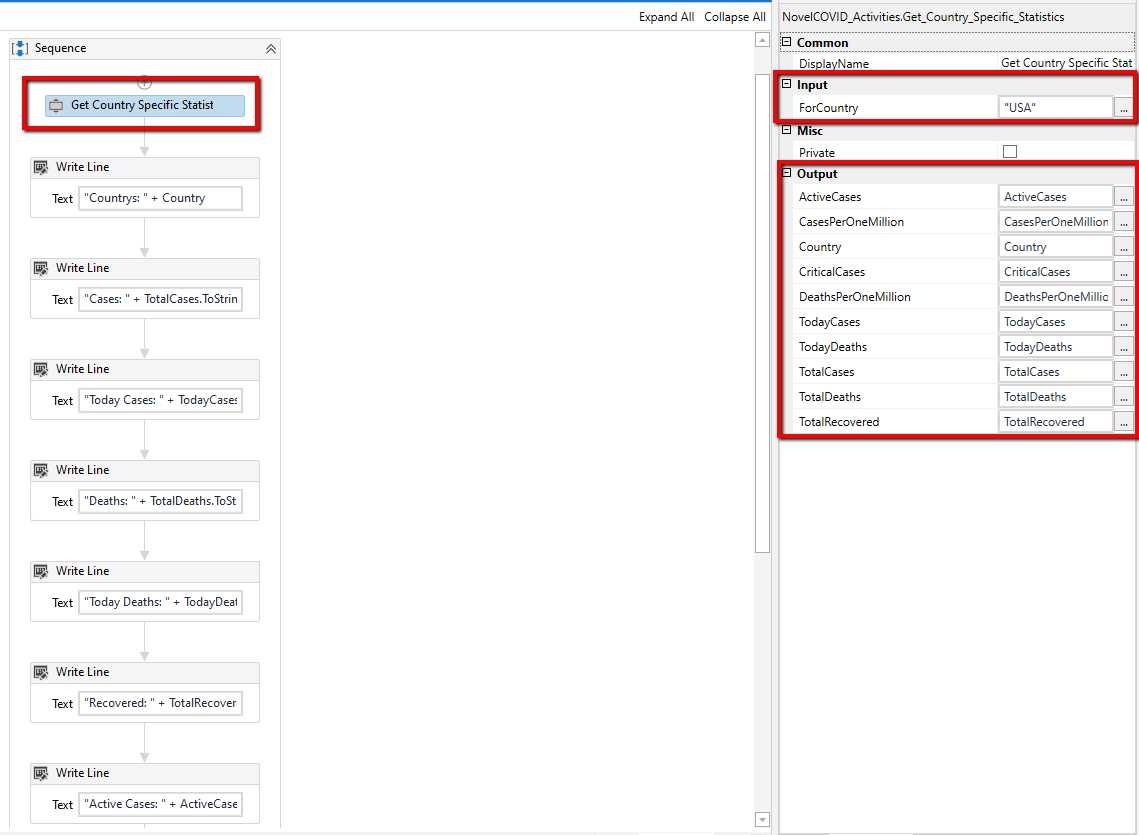 Expand All Collapse All
Sequence
Get Country Specific Statist
Write Line
Text "Countrys: " + Country
Write Line
Text "Cases: " + TotalCases.ToStrin
Write Line
Text "Today Cases: " + TodayCases
Write Line
Text "Deaths: " + TotalDeaths.ToSt
Write Line
Text "Today Deaths: " + TodayDeat
Write Line
Text "Recovered: " + TotalRecover
Write Line
Text "Active Cases: " + ActiveCase
NovelCOVID_Activities.Get_Country_Specific_Statistics
Common
DisplayName Get Country Specific Stat
Input
ForCountry "USA" ...
Misc
Private
Output
ActiveCases ActiveCases ...
CasesPerOneMillion CasesPerOneMillion ...
Country Country ...
CriticalCases CriticalCases ...
DeathsPerOneMillion DeathsPerOneMillio ...
TodayCases TodayCases ...
TodayDeaths TodayDeaths ...
TotalCases TotalCases ...
TotalDeaths TotalDeaths ...
TotalRecovered TotalRecovered ...